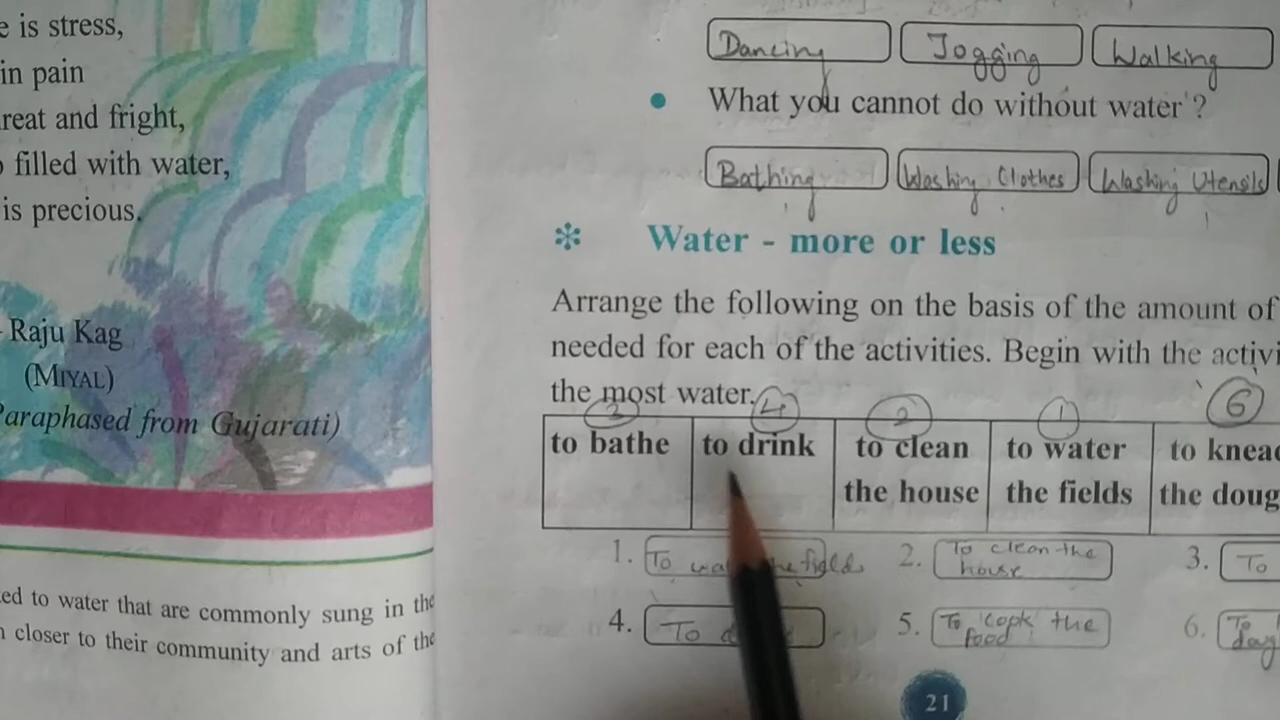 e is stress,
in pain
reat and fright,
filled with water,
is precious.
Raju Kag
(MIYAL)
Paraphased from Gujarati)
ed to water that are commonly sung in the
closer to their community and arts of the
Dancing Jogging Walking
• What you cannot do without water ?
Bathing Washing Clothes Washing Utensils
✻ Water - more or less
Arrange the following on the basis of the amount of
needed for each of the activities. Begin with the activi
the most water.
3 4 2 1 6
to bathe to drink to clean to water to knead
the house the fields the doug
1. To the field 2. To clean the
house 3. To
4. To 5. To cook the
food 6. To
21